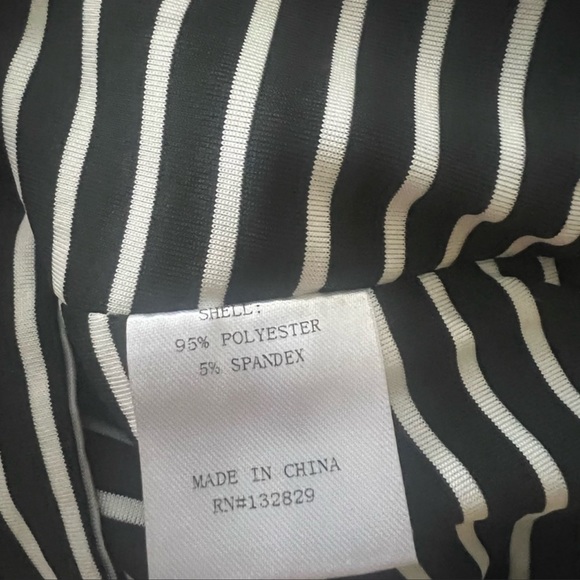 SHELL:
95% POLYESTER
5% SPANDEX
MADE IN CHINA
RN#132829